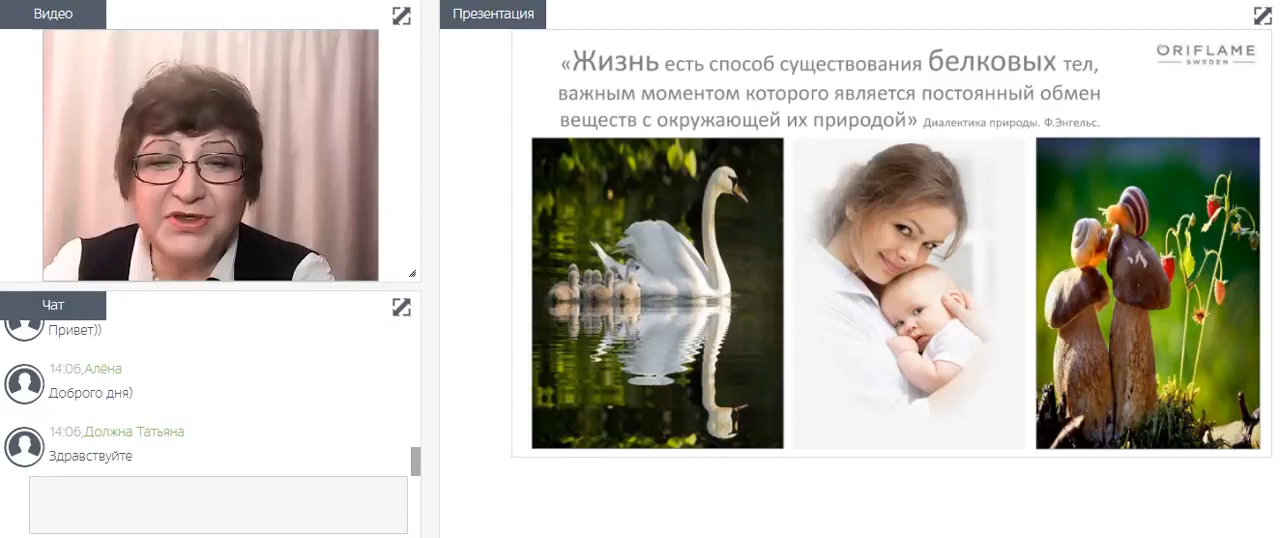 Видео
Чат
Привет))
14:06,Алёна
Доброго дня)
14:06,Должна Татьяна
Здравствуйте
Презентация
ORIFLAME
SWEDEN
«Жизнь есть способ существования белковых тел,
важным моментом которого является постоянный обмен
веществ с окружающей их природой» Диалектика природы. Ф.Энгельс.